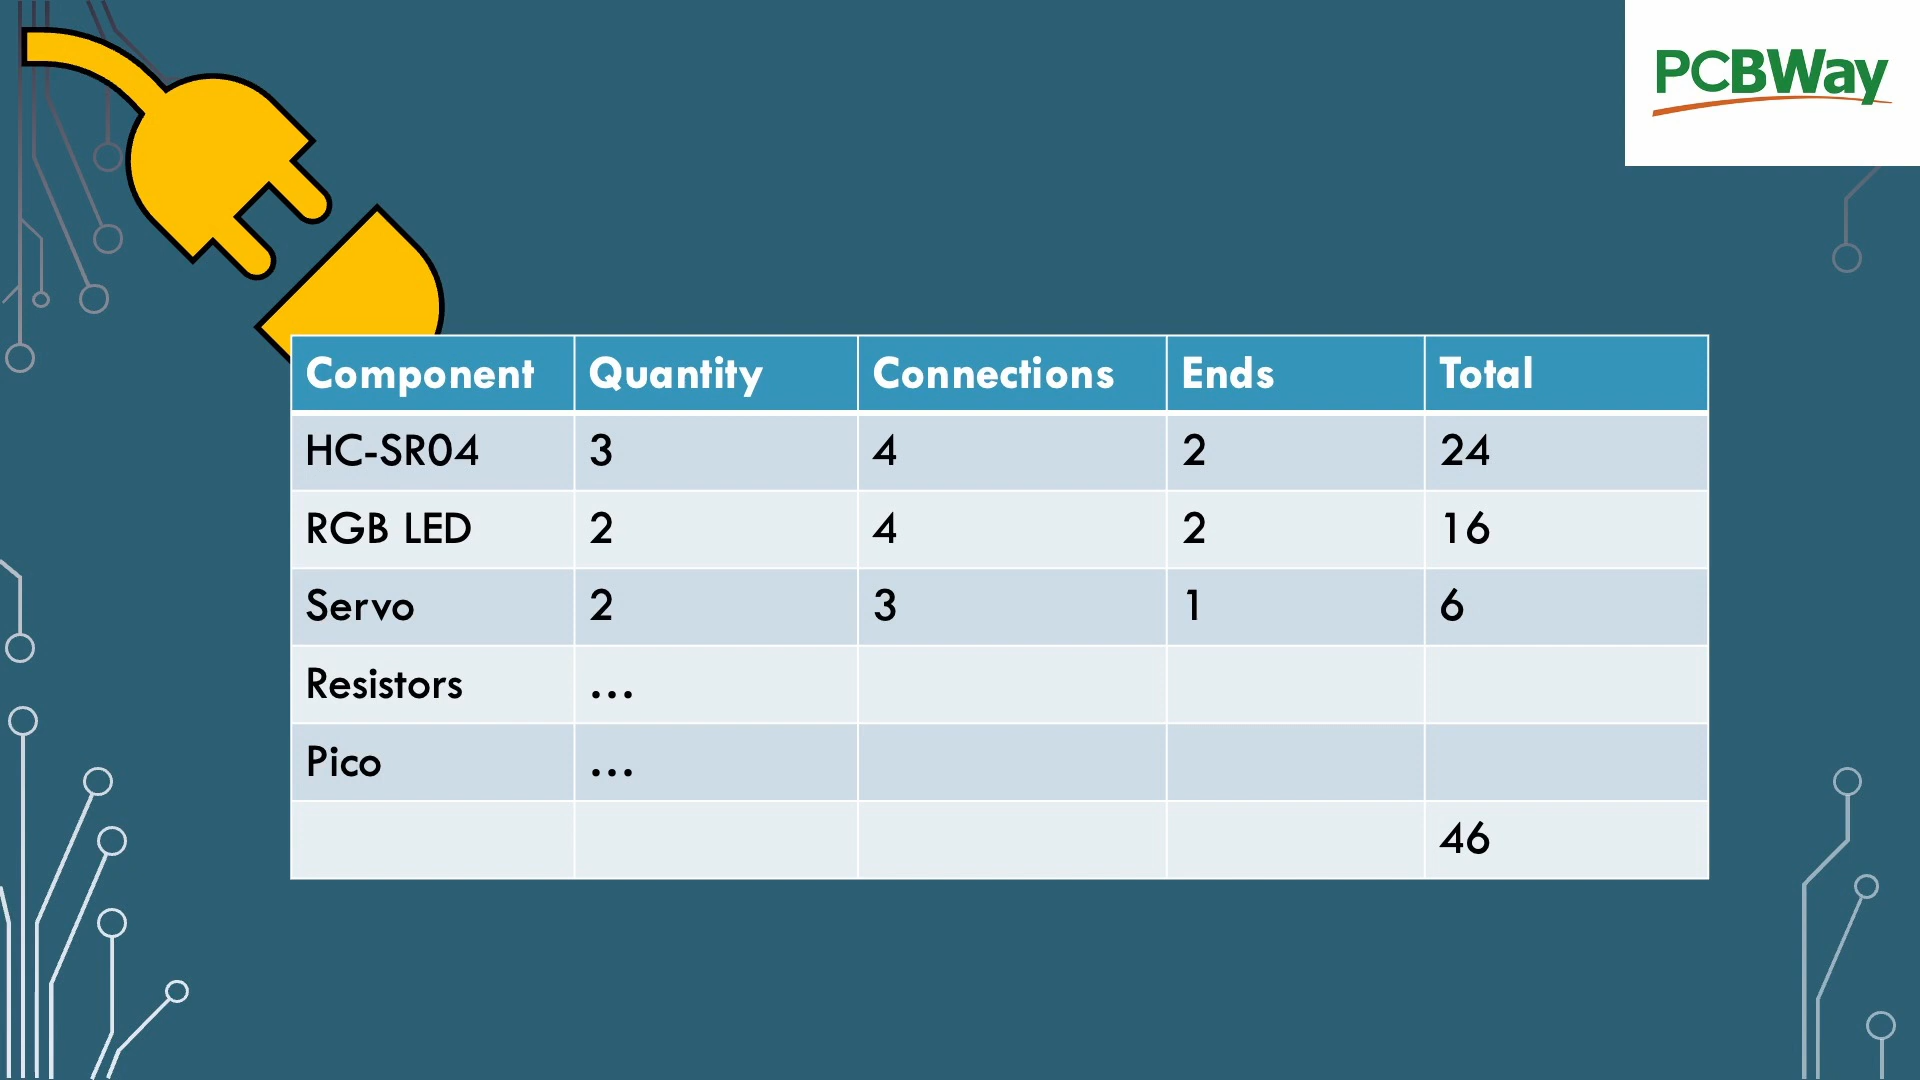 PCBWay
Component Quantity Connections Ends Total
HC-SR04 3 4 2 24
RGB LED 2 4 2 16
Servo 2 3 1 6
Resistors ...
Pico ...
46